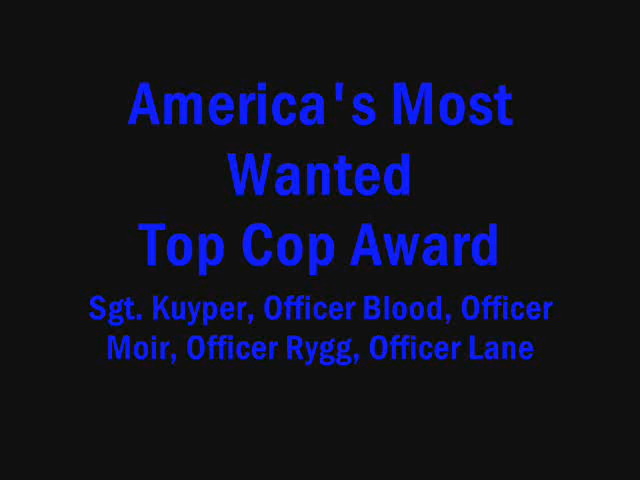 America's Most
Wanted
Top Cop Award
Sgt. Kuyper, Officer Blood, Officer
Moir, Officer Rygg, Officer Lane